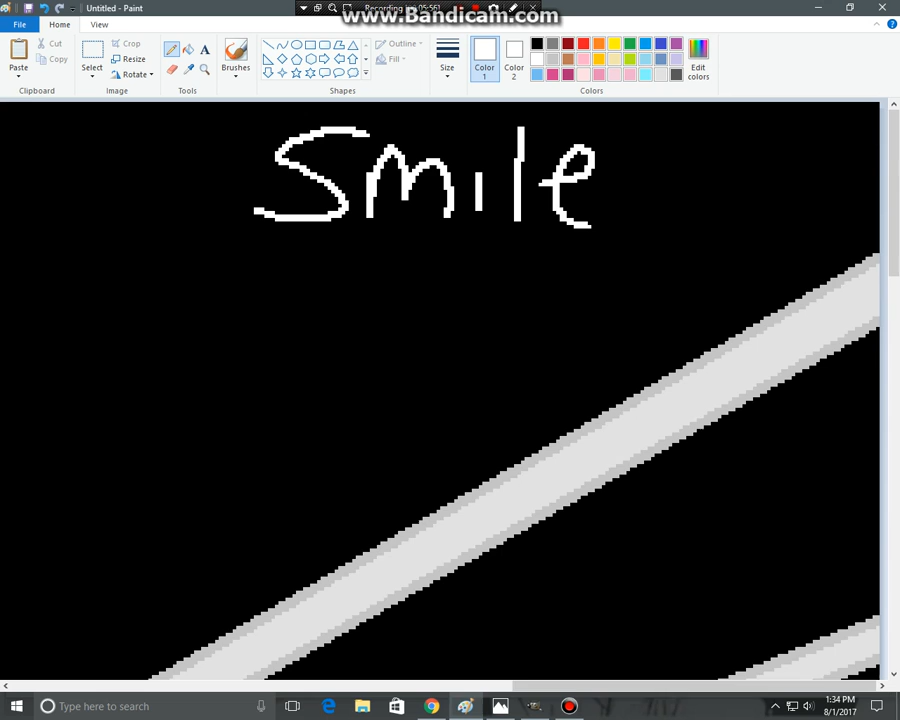 Untitled - Paint
Recording
www.Bandicam.com
File
Home
View
Paste
Cut
Copy
Clipboard
Select
Crop
Resize
Rotate
Image
Tools
Brushes
Shapes
Outline
Fill
Size
Color 1
Color 2
Edit colors
Colors
Smile
Type here to search
1:34 PM
8/1/2017